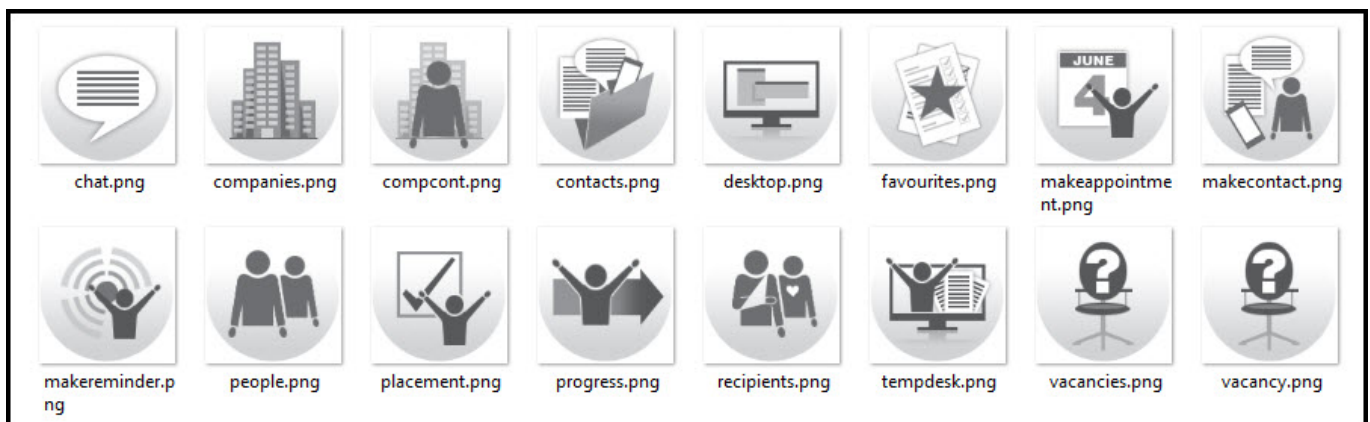 JUNE
4
chat.png
companies.png
compcont.png
contacts.png
desktop.png
favourites.png
makeappointme
nt.png
makecontact.png
?
?
makereminder.p
ng
people.png
placement.png
progress.png
recipients.png
tempdesk.png
vacancies.png
vacancy.png